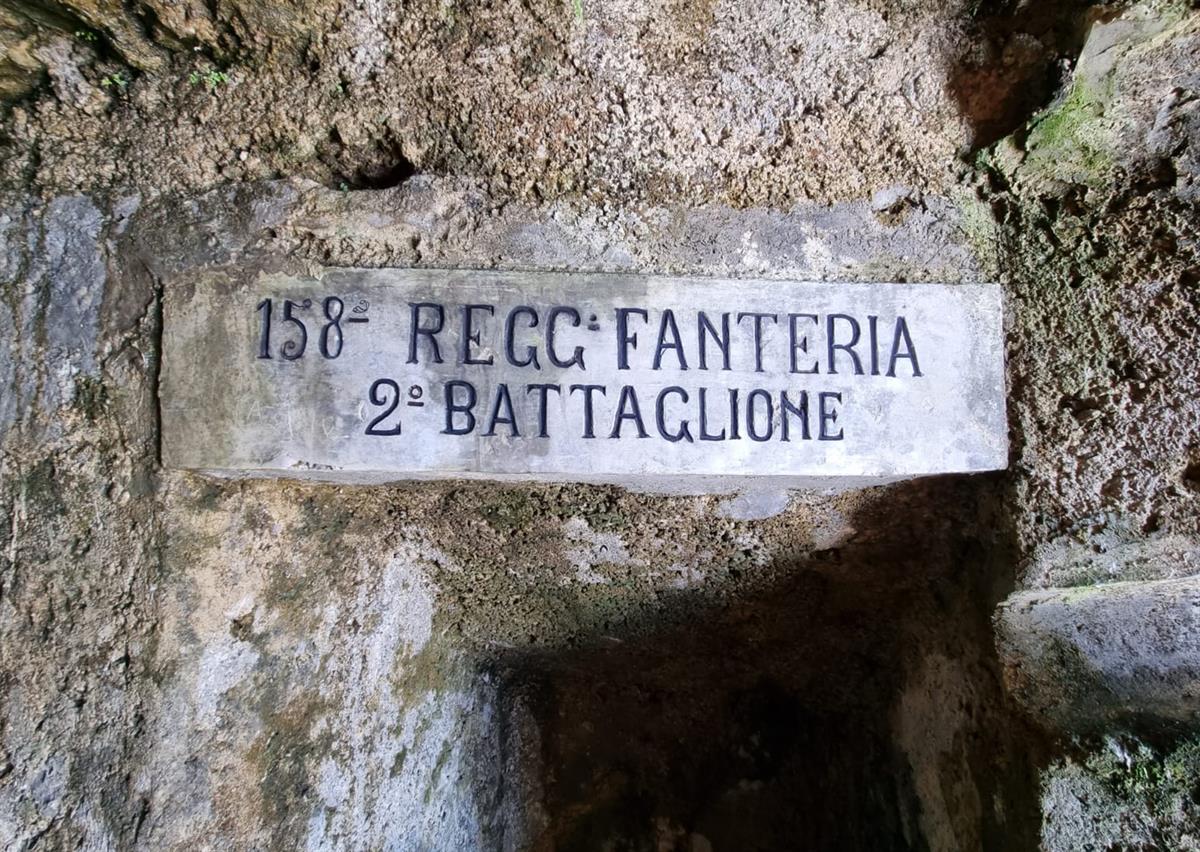 158º REGG: FANTERIA
2º BATTAGLIONE